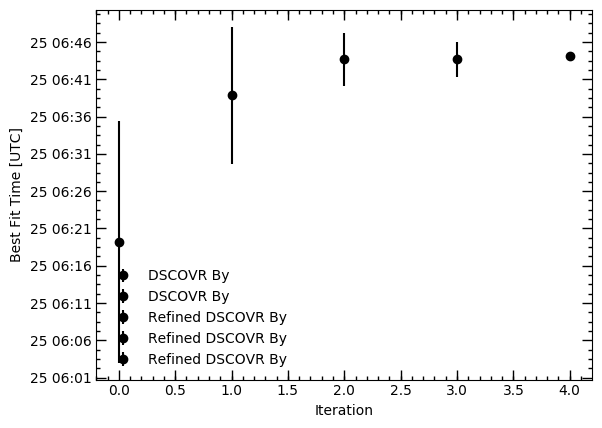 25 06:46
25 06:41
25 06:36
25 06:31
25 06:26
25 06:21
25 06:16
25 06:11
25 06:06
25 06:01
Best Fit Time [UTC]
DSCOVR By
DSCOVR By
Refined DSCOVR By
Refined DSCOVR By
Refined DSCOVR By
0.0 0.5 1.0 1.5 2.0 2.5 3.0 3.5 4.0
Iteration